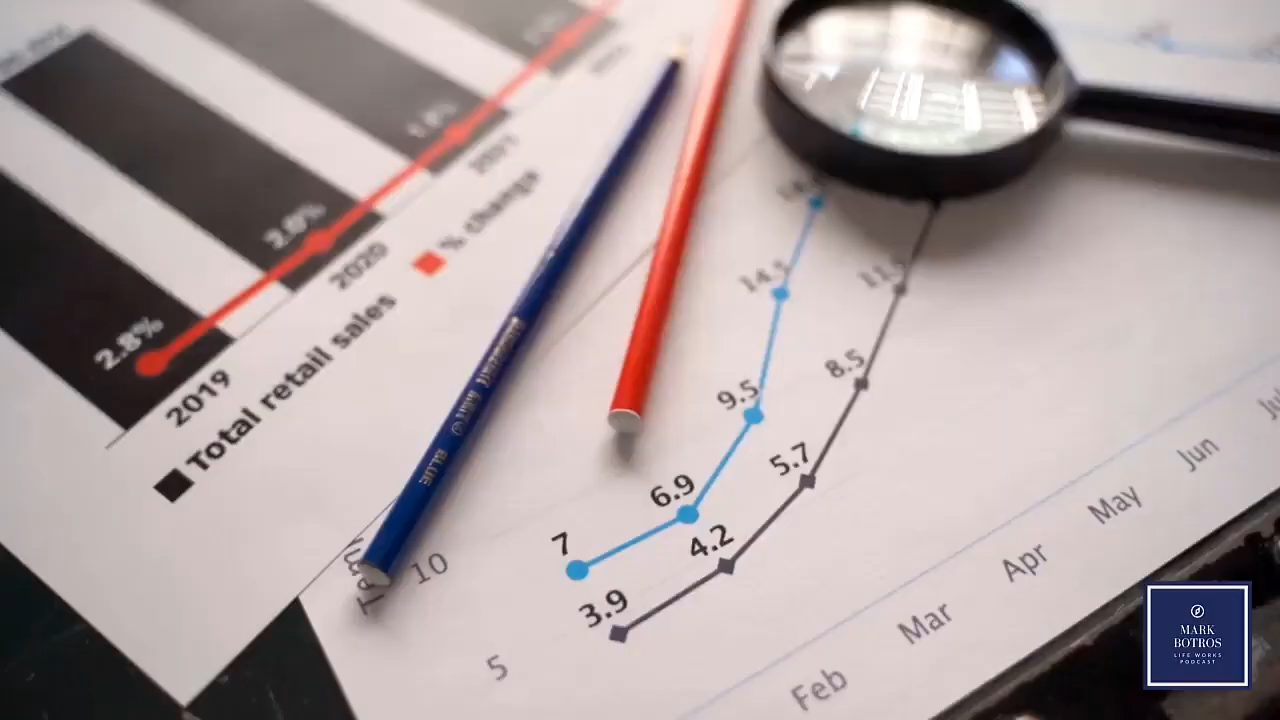 2.8%
2.0%
2019
2020
2021
Total retail sales
% change
BLUE
10
5
7
6.9
9.5
14.5
3.9
4.2
5.7
8.5
Feb
Mar
Apr
May
Jun
MARK
BOTROS
LIFE WORKS
PODCAST